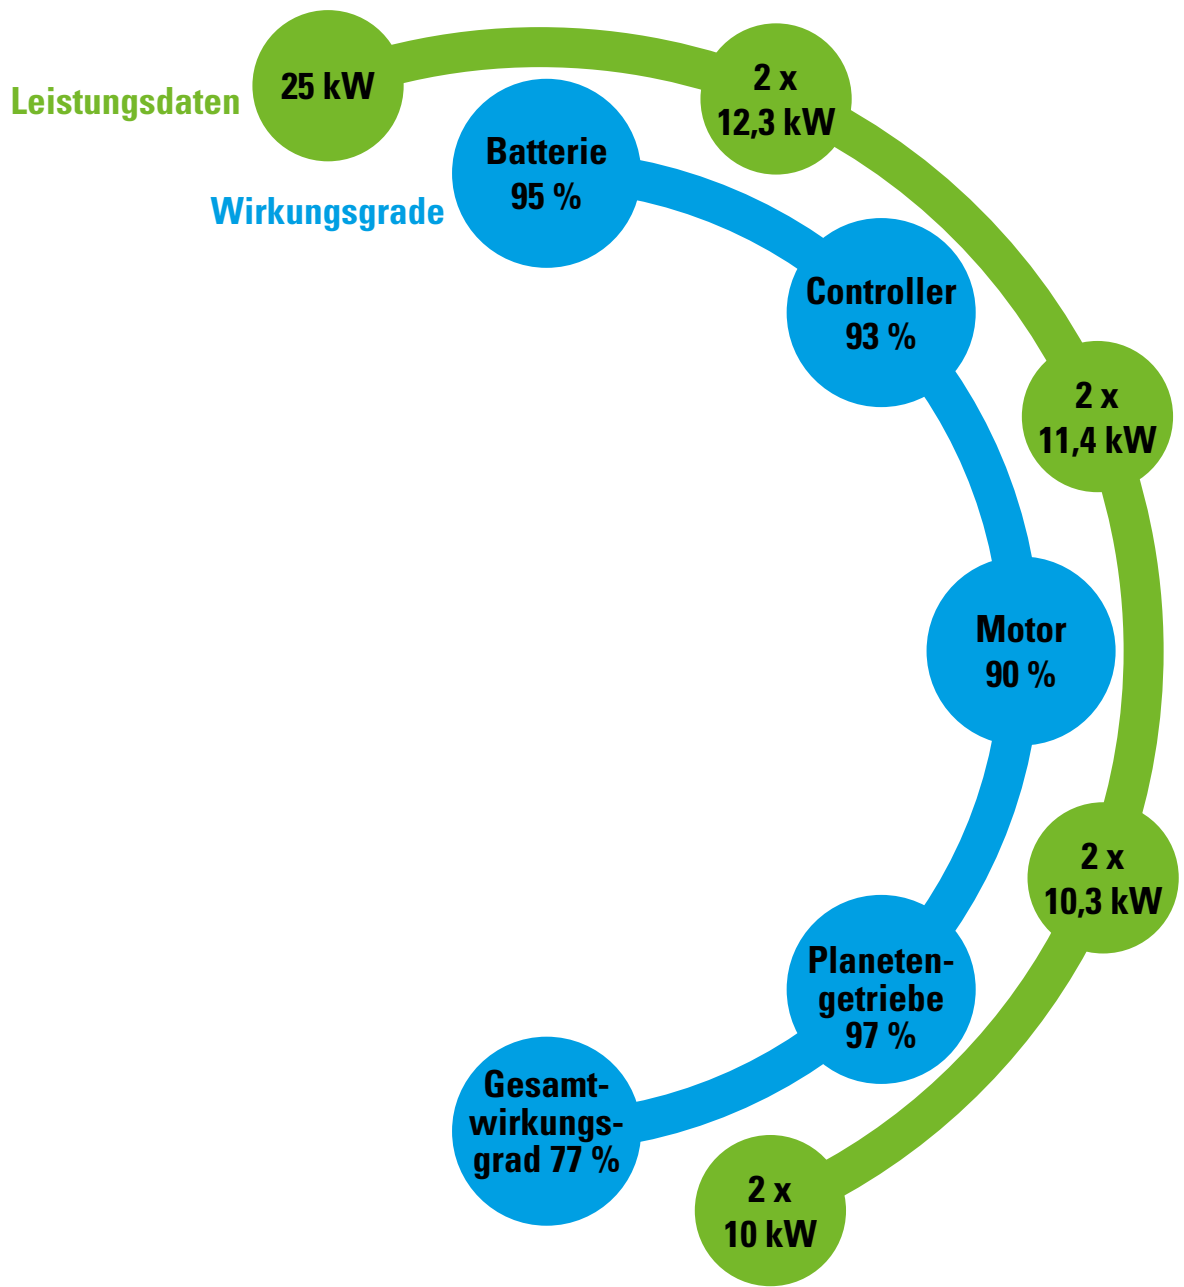 Leistungsdaten
25 kW
2 x
12,3 kW
Wirkungsgrade
Batterie
95 %
Controller
93 %
2 x
11,4 kW
Motor
90 %
2 x
10,3 kW
Planeten-
getriebe
97 %
Gesamt-
wirkungs-
grad 77 %
2 x
10 kW